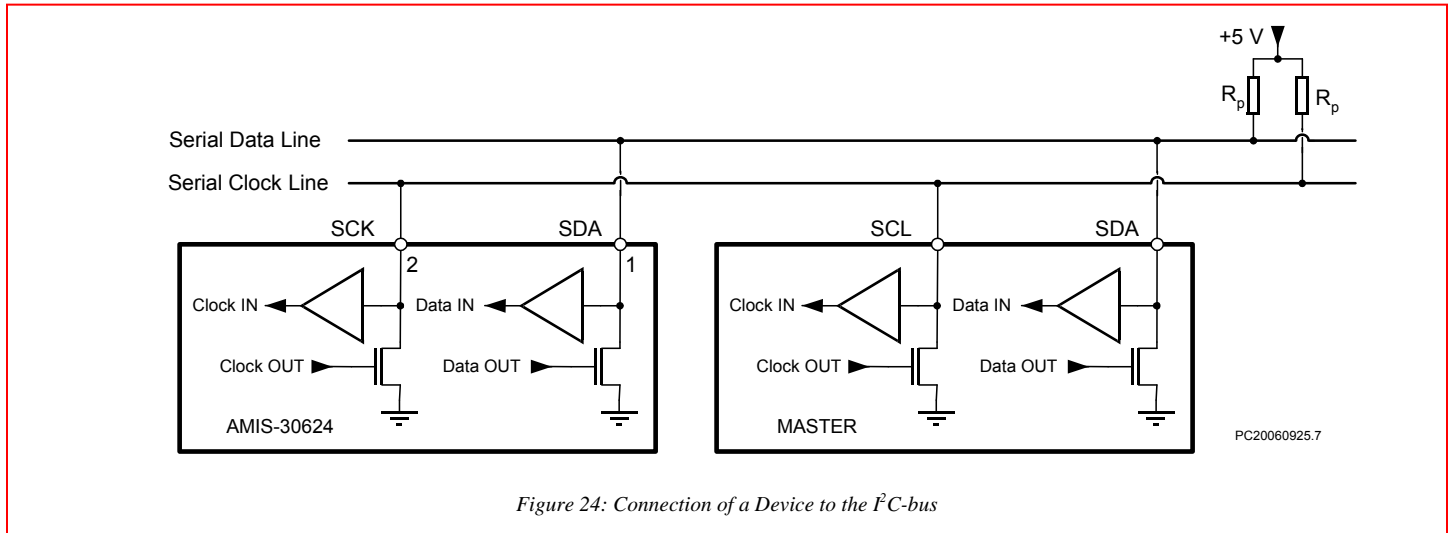 +5 V
Rp Rp
Serial Data Line
Serial Clock Line
SCK SDA SCL SDA
2 1
Clock IN Data IN Clock IN Data IN
Clock OUT Data OUT Clock OUT Data OUT
AMIS-30624 MASTER
PC20060925.7
Figure 24: Connection of a Device to the I²C-bus